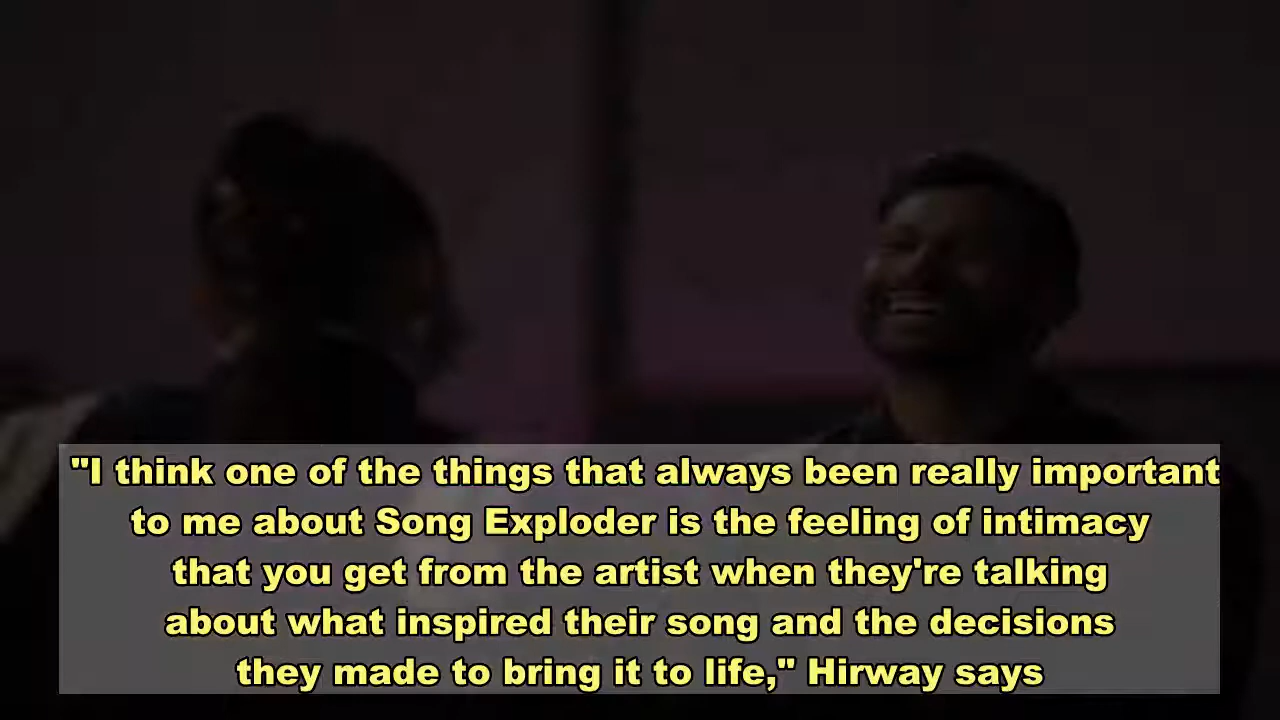 "I think one of the things that always been really important
to me about Song Exploder is the feeling of intimacy
that you get from the artist when they're talking
about what inspired their song and the decisions
they made to bring it to life," Hirway says